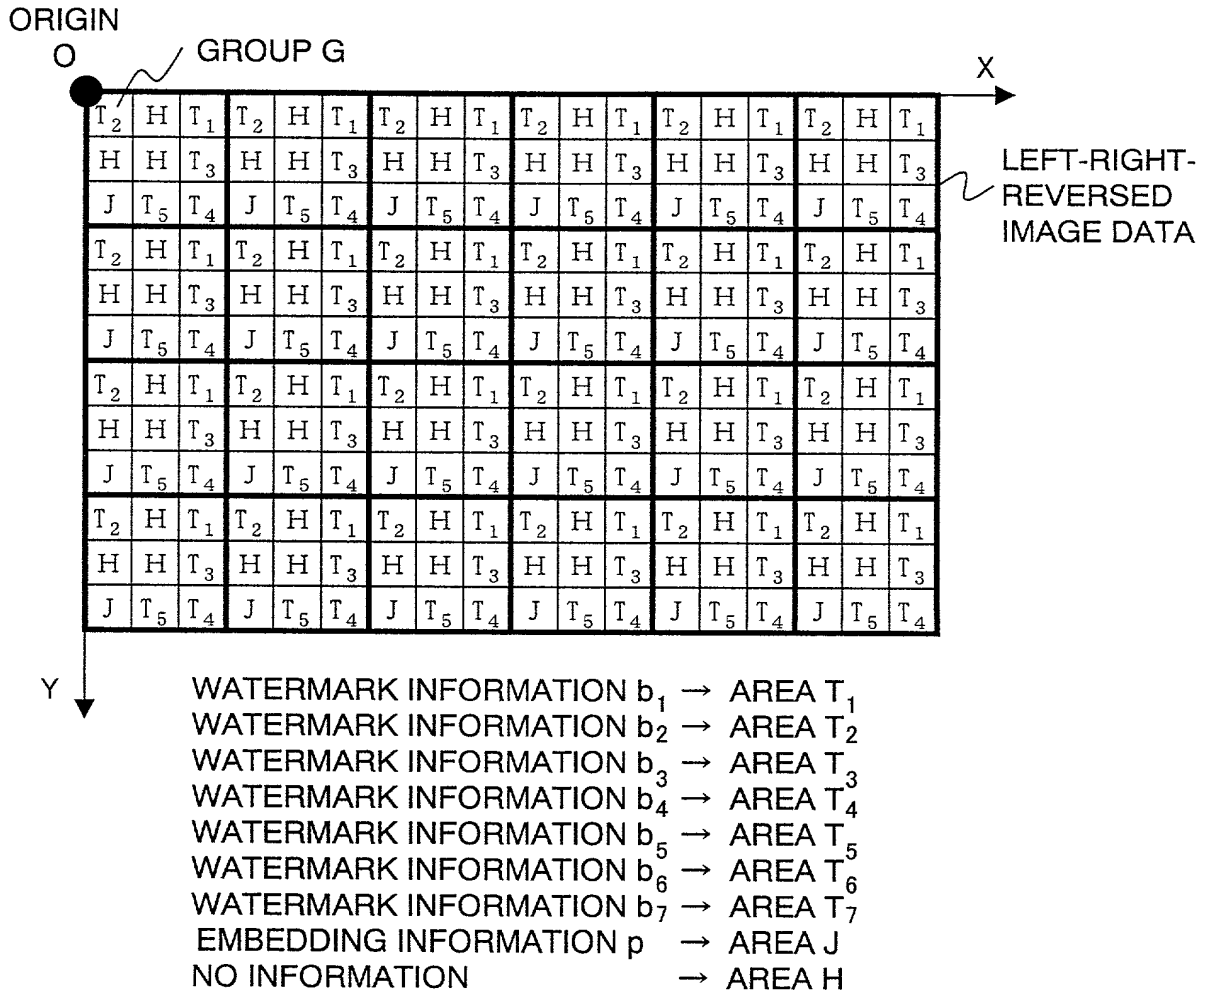 ORIGIN
O
GROUP G
X
T2 H T1 T2 H T1 T2 H T1 T2 H T1 T2 H T1 T2 H T1
H H T3 H H T3 H H T3 H H T3 H H T3 H H T3
J T5 T4 J T5 T4 J T5 T4 J T5 T4 J T5 T4 J T5 T4
T2 H T1 T2 H T1 T2 H T1 T2 H T1 T2 H T1 T2 H T1
H H T3 H H T3 H H T3 H H T3 H H T3 H H T3
J T5 T4 J T5 T4 J T5 T4 J T5 T4 J T5 T4 J T5 T4
T2 H T1 T2 H T1 T2 H T1 T2 H T1 T2 H T1 T2 H T1
H H T3 H H T3 H H T3 H H T3 H H T3 H H T3
J T5 T4 J T5 T4 J T5 T4 J T5 T4 J T5 T4 J T5 T4
T2 H T1 T2 H T1 T2 H T1 T2 H T1 T2 H T1 T2 H T1
H H T3 H H T3 H H T3 H H T3 H H T3 H H T3
J T5 T4 J T5 T4 J T5 T4 J T5 T4 J T5 T4 J T5 T4
LEFT-RIGHT-
REVERSED
IMAGE DATA
Y
WATERMARK INFORMATION b1 → AREA T1
WATERMARK INFORMATION b2 → AREA T2
WATERMARK INFORMATION b3 → AREA T3
WATERMARK INFORMATION b4 → AREA T4
WATERMARK INFORMATION b5 → AREA T5
WATERMARK INFORMATION b6 → AREA T6
WATERMARK INFORMATION b7 → AREA T7
EMBEDDING INFORMATION p → AREA J
NO INFORMATION → AREA H